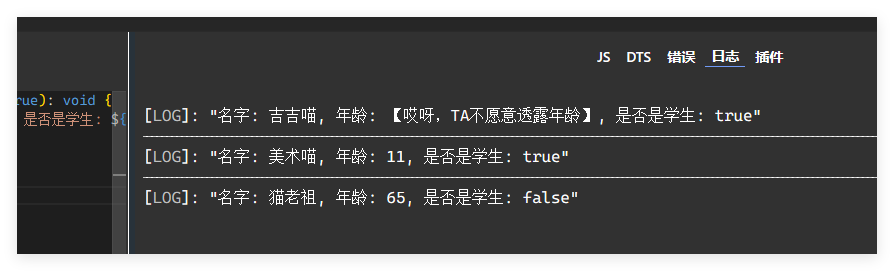 JS DTS 错误 日志 插件
rue): void {
是否是学生: ${
[LOG]: "名字: 吉吉喵, 年龄: 【哎呀，TA不愿意透露年龄】, 是否是学生: true"
[LOG]: "名字: 美术喵, 年龄: 11, 是否是学生: true"
[LOG]: "名字: 猫老祖, 年龄: 65, 是否是学生: false"